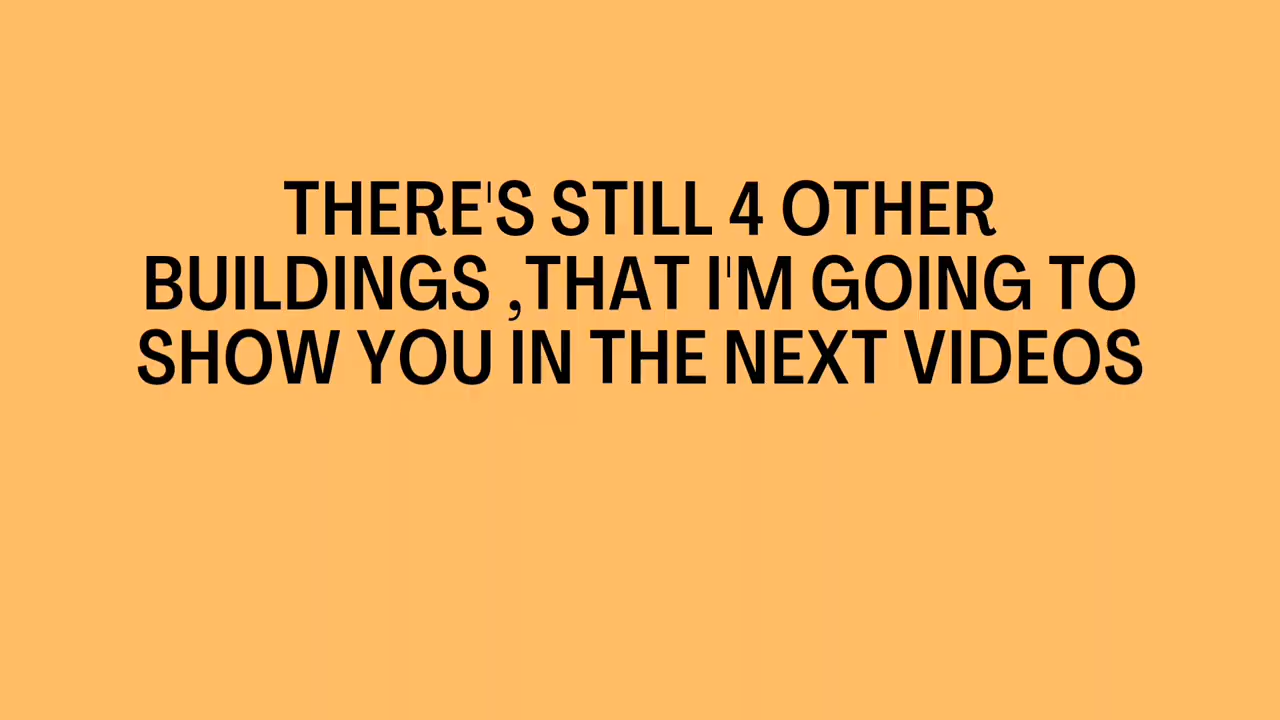 THERE'S STILL 4 OTHER
BUILDINGS ,THAT I'M GOING TO
SHOW YOU IN THE NEXT VIDEOS